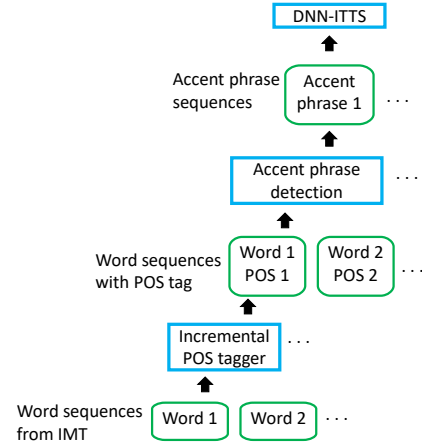 DNN-ITTS
Accent phrase
sequences
Accent
phrase 1
. . .
Accent phrase
detection
. . .
Word sequences
with POS tag
Word 1
POS 1
Word 2
POS 2
. . .
Incremental
POS tagger
. . .
Word sequences
from IMT
Word 1
Word 2
. . .